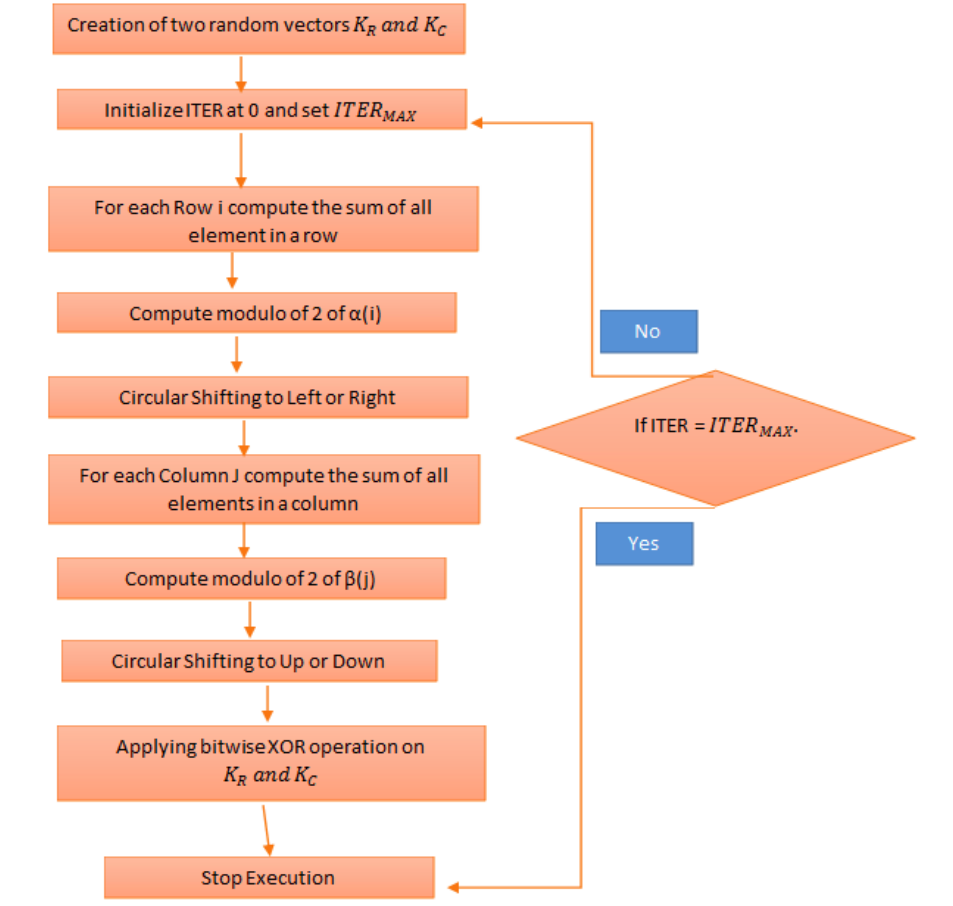 Creation of two random vectors K_R and K_C
Initialize ITER at 0 and set ITER_MAX
For each Row i compute the sum of all
element in a row
Compute modulo of 2 of α(i)
Circular Shifting to Left or Right
For each Column J compute the sum of all
elements in a column
Compute modulo of 2 of β(j)
Circular Shifting to Up or Down
Applying bitwise XOR operation on
K_R and K_C
Stop Execution
No
If ITER = ITER_MAX.
Yes